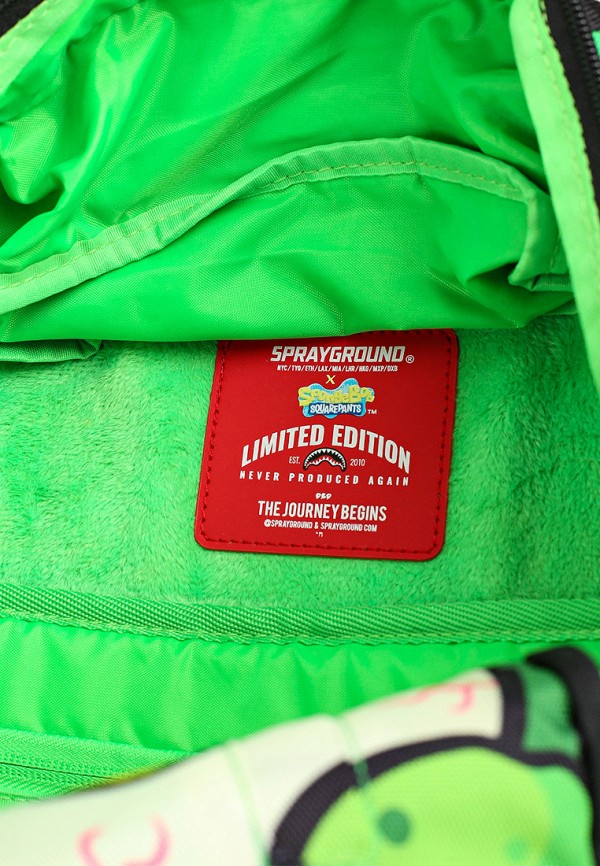 SPRAYGROUND®
NYC/TYO/ETH/LAX/MIA/LHR/HKG/MXP/DXB
X
SPONGEBOB
SQUAREPANTS™
LIMITED EDITION
EST. 2010
NEVER PRODUCED AGAIN
THE JOURNEY BEGINS
@SPRAYGROUND & SPRAYGROUND.COM